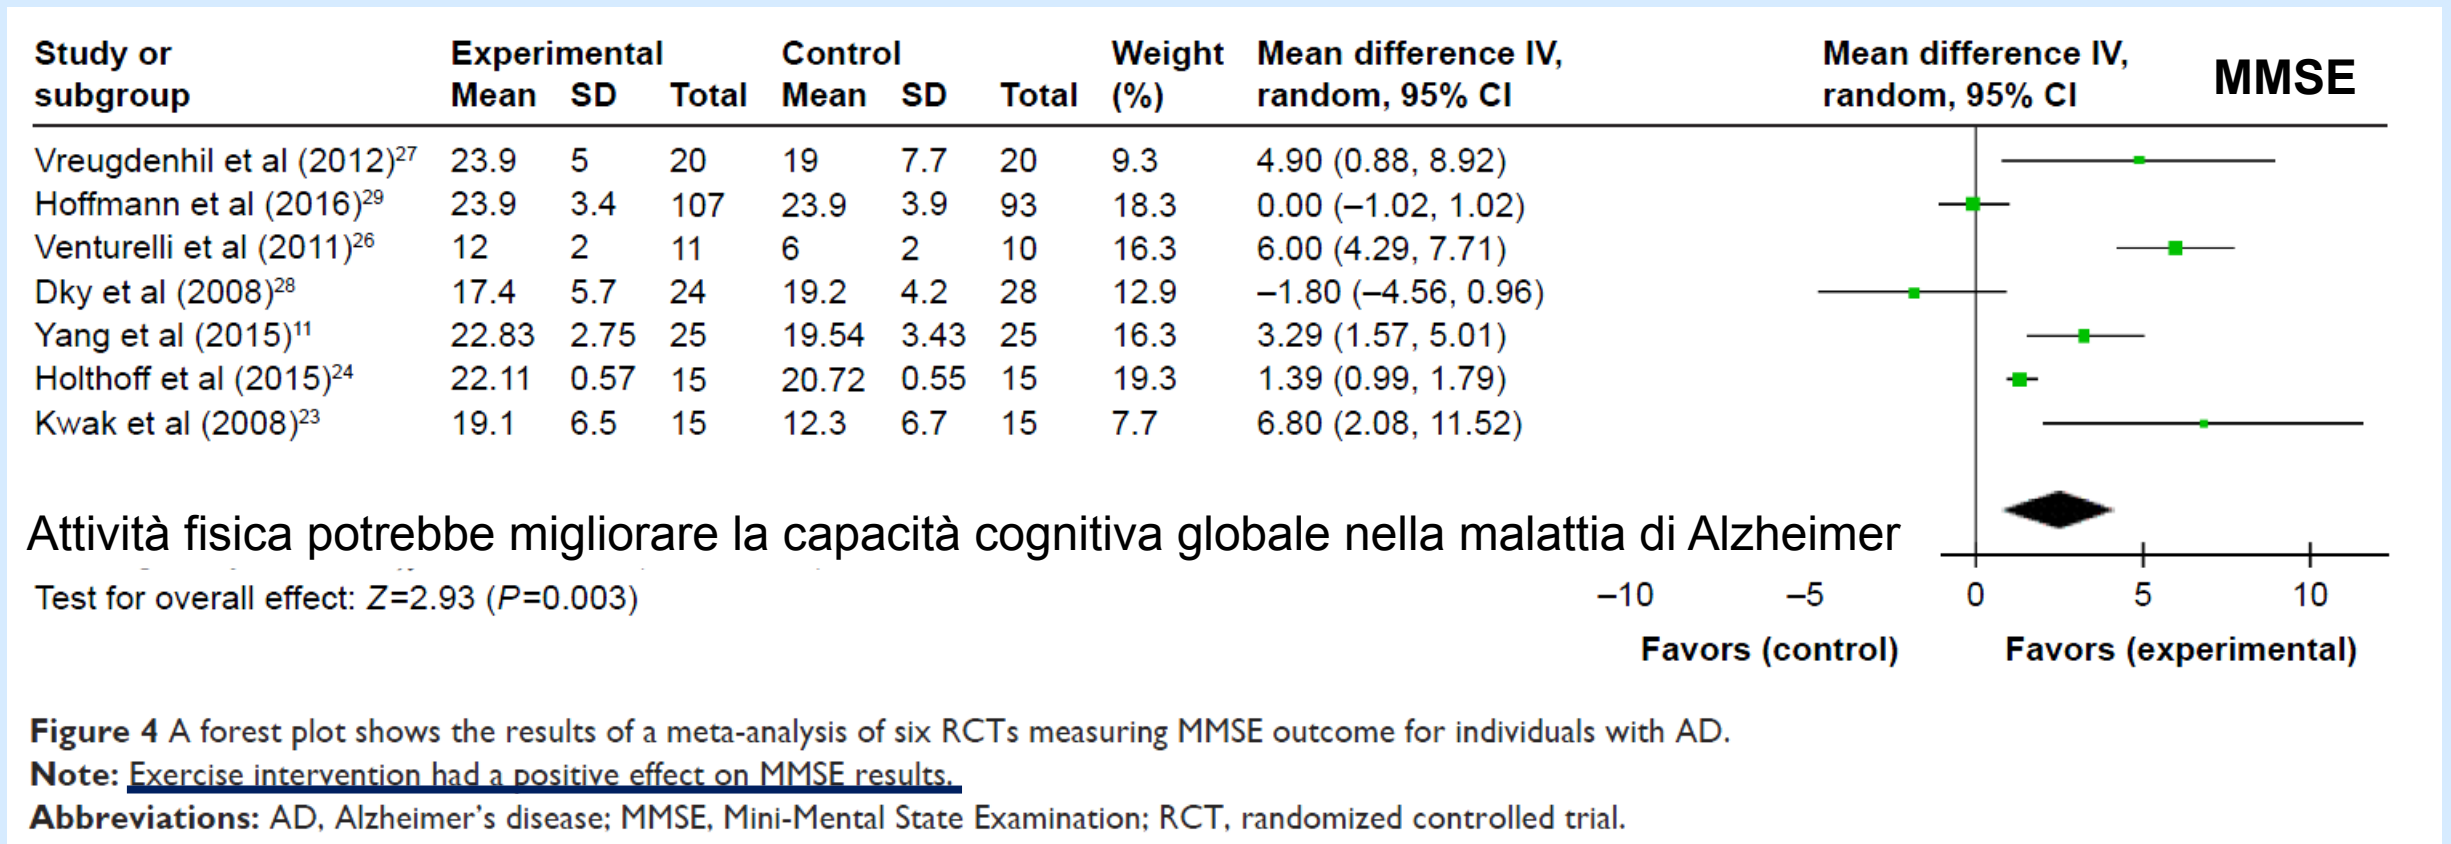 Study or Experimental Control Weight Mean difference IV, Mean difference IV, MMSE
subgroup Mean SD Total Mean SD Total (%) random, 95% CI random, 95% CI
Vreugdenhil et al (2012)27 23.9 5 20 19 7.7 20 9.3 4.90 (0.88, 8.92)
Hoffmann et al (2016)29 23.9 3.4 107 23.9 3.9 93 18.3 0.00 (–1.02, 1.02)
Venturelli et al (2011)26 12 2 11 6 2 10 16.3 6.00 (4.29, 7.71)
Dky et al (2008)28 17.4 5.7 24 19.2 4.2 28 12.9 –1.80 (–4.56, 0.96)
Yang et al (2015)11 22.83 2.75 25 19.54 3.43 25 16.3 3.29 (1.57, 5.01)
Holthoff et al (2015)24 22.11 0.57 15 20.72 0.55 15 19.3 1.39 (0.99, 1.79)
Kwak et al (2008)23 19.1 6.5 15 12.3 6.7 15 7.7 6.80 (2.08, 11.52)
Attività fisica potrebbe migliorare la capacità cognitiva globale nella malattia di Alzheimer
Test for overall effect: Z=2.93 (P=0.003) –10 –5 0 5 10
Favors (control) Favors (experimental)
Figure 4 A forest plot shows the results of a meta-analysis of six RCTs measuring MMSE outcome for individuals with AD.
Note: Exercise intervention had a positive effect on MMSE results.
Abbreviations: AD, Alzheimer's disease; MMSE, Mini-Mental State Examination; RCT, randomized controlled trial.